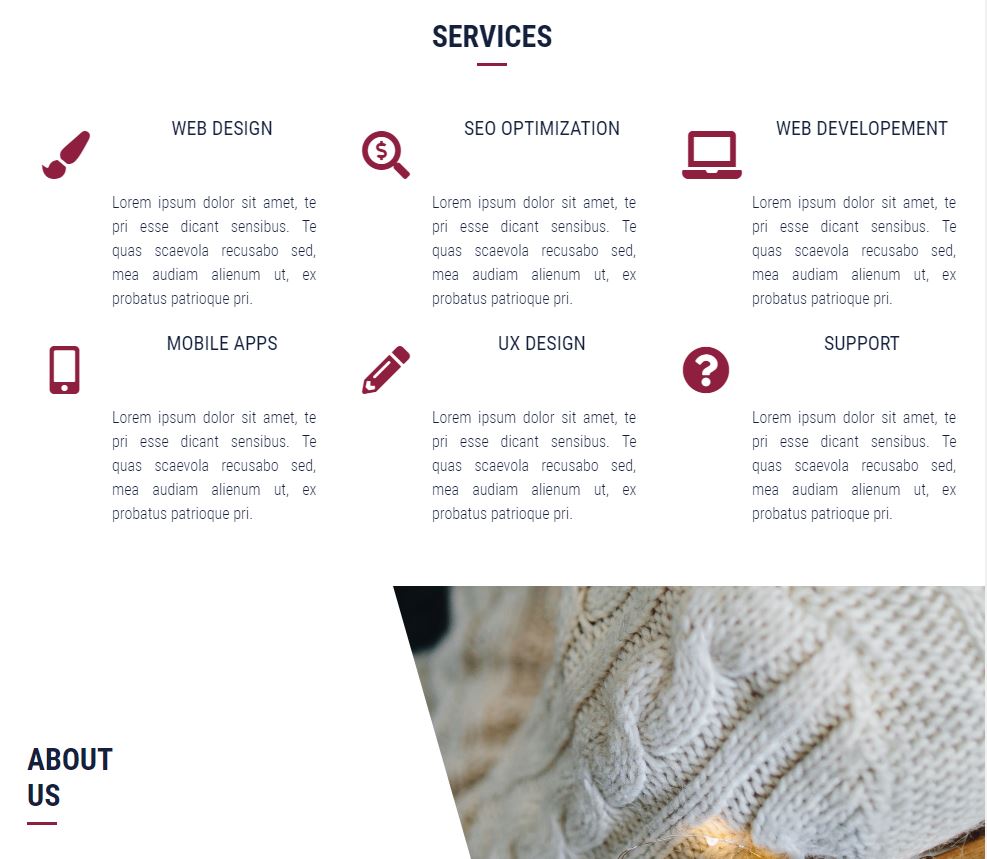 SERVICES
WEB DESIGN
Lorem ipsum dolor sit amet, te
pri esse dicant sensibus. Te
quas scaevola recusabo sed,
mea audiam alienum ut, ex
probatus patrioque pri.
SEO OPTIMIZATION
Lorem ipsum dolor sit amet, te
pri esse dicant sensibus. Te
quas scaevola recusabo sed,
mea audiam alienum ut, ex
probatus patrioque pri.
WEB DEVELOPEMENT
Lorem ipsum dolor sit amet, te
pri esse dicant sensibus. Te
quas scaevola recusabo sed,
mea audiam alienum ut, ex
probatus patrioque pri.
MOBILE APPS
Lorem ipsum dolor sit amet, te
pri esse dicant sensibus. Te
quas scaevola recusabo sed,
mea audiam alienum ut, ex
probatus patrioque pri.
UX DESIGN
Lorem ipsum dolor sit amet, te
pri esse dicant sensibus. Te
quas scaevola recusabo sed,
mea audiam alienum ut, ex
probatus patrioque pri.
SUPPORT
Lorem ipsum dolor sit amet, te
pri esse dicant sensibus. Te
quas scaevola recusabo sed,
mea audiam alienum ut, ex
probatus patrioque pri.
ABOUT
US